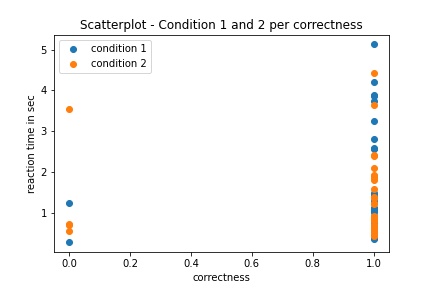 Scatterplot - Condition 1 and 2 per correctness
condition 1
condition 2
reaction time in sec
5
4
3
2
1
0.0 0.2 0.4 0.6 0.8 1.0
correctness